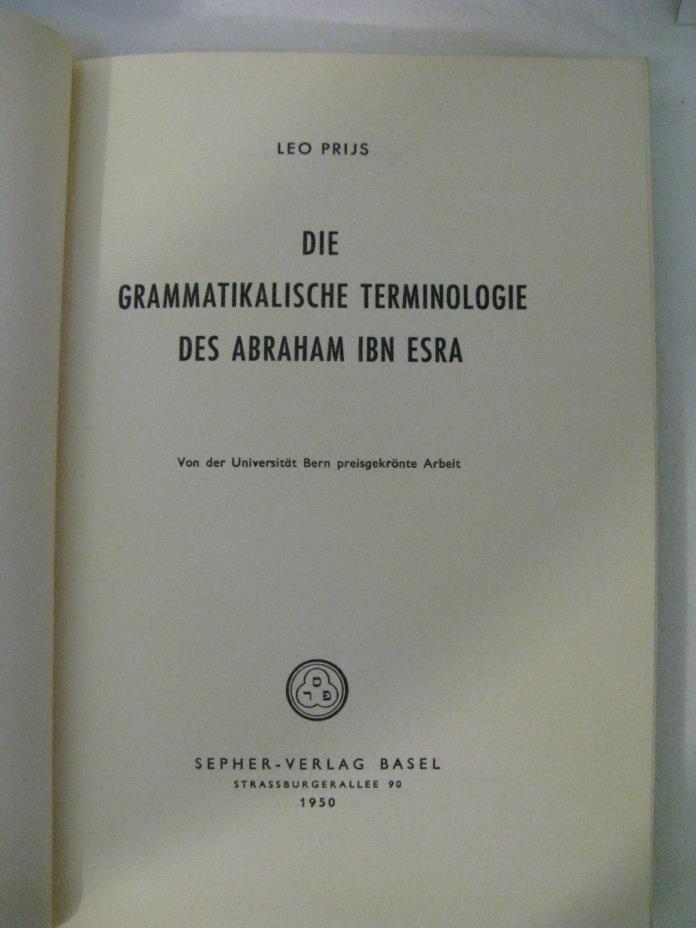 LEO PRIJS
DIE
GRAMMATIKALISCHE TERMINOLOGIE
DES ABRAHAM IBN ESRA
Von der Universität Bern preisgekrönte Arbeit
ס
ר פ
SEPHER-VERLAG BASEL
STRASSBURGERALLEE 90
1950